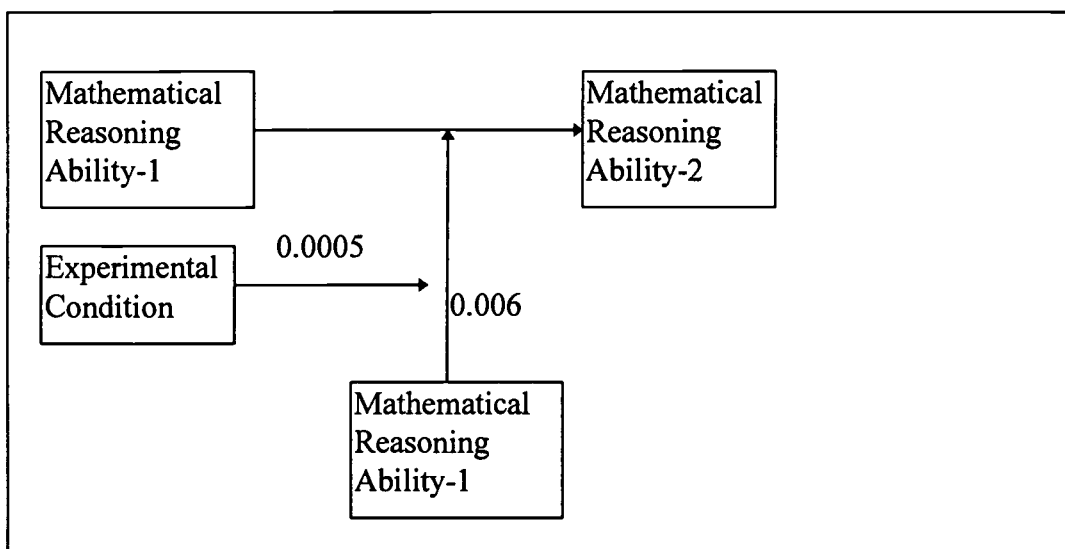 Mathematical
Reasoning
Ability-1
Mathematical
Reasoning
Ability-2
Experimental
Condition
0.0005
0.006
Mathematical
Reasoning
Ability-1